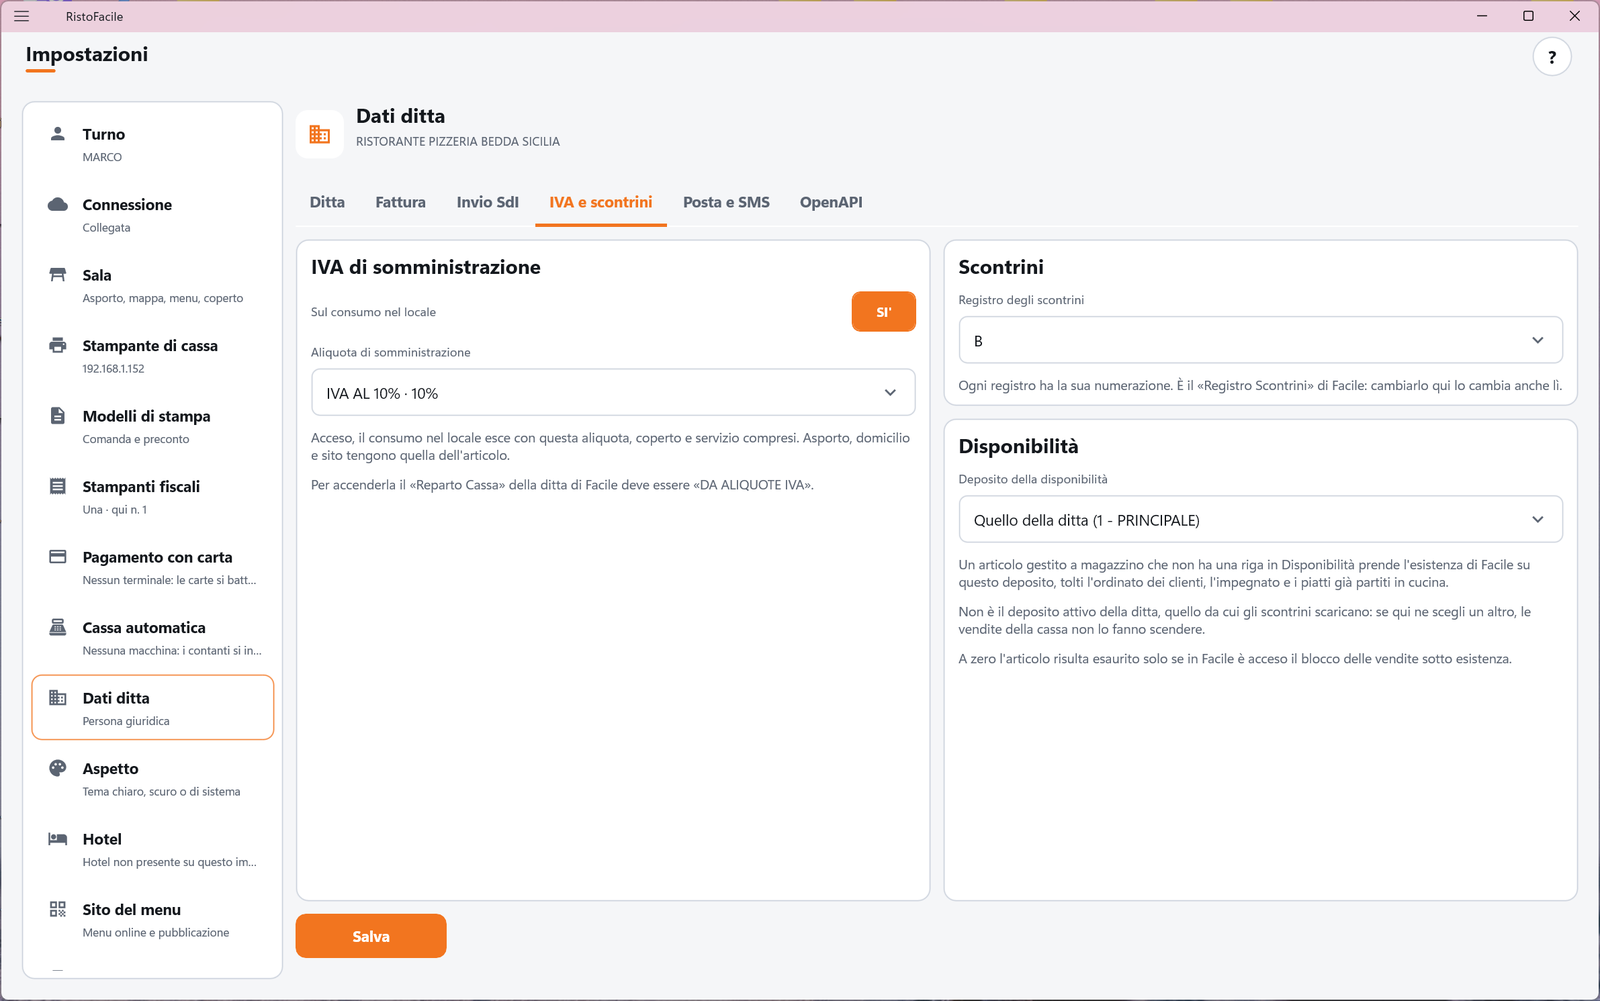 RistoFacile
Impostazioni
?
Turno
MARCO
Connessione
Collegata
Sala
Asporto, mappa, menu, coperto
Stampante di cassa
192.168.1.152
Modelli di stampa
Comanda e preconto
Stampanti fiscali
Una · qui n. 1
Pagamento con carta
Nessun terminale: le carte si batt...
Cassa automatica
Nessuna macchina: i contanti si in...
Dati ditta
Persona giuridica
Aspetto
Tema chiaro, scuro o di sistema
Hotel
Hotel non presente su questo im...
Sito del menu
Menu online e pubblicazione
Dati ditta
RISTORANTE PIZZERIA BEDDA SICILIA
Ditta Fattura Invio SdI IVA e scontrini Posta e SMS OpenAPI
IVA di somministrazione
Sul consumo nel locale
SI'
Aliquota di somministrazione
IVA AL 10% · 10%
Acceso, il consumo nel locale esce con questa aliquota, coperto e servizio compresi. Asporto, domicilio
e sito tengono quella dell'articolo.
Per accenderla il «Reparto Cassa» della ditta di Facile deve essere «DA ALIQUOTE IVA».
Scontrini
Registro degli scontrini
B
Ogni registro ha la sua numerazione. È il «Registro Scontrini» di Facile: cambiarlo qui lo cambia anche lì.
Disponibilità
Deposito della disponibilità
Quello della ditta (1 - PRINCIPALE)
Un articolo gestito a magazzino che non ha una riga in Disponibilità prende l'esistenza di Facile su
questo deposito, tolti l'ordinato dei clienti, l'impegnato e i piatti già partiti in cucina.
Non è il deposito attivo della ditta, quello da cui gli scontrini scaricano: se qui ne scegli un altro, le
vendite della cassa non lo fanno scendere.
A zero l'articolo risulta esaurito solo se in Facile è acceso il blocco delle vendite sotto esistenza.
Salva